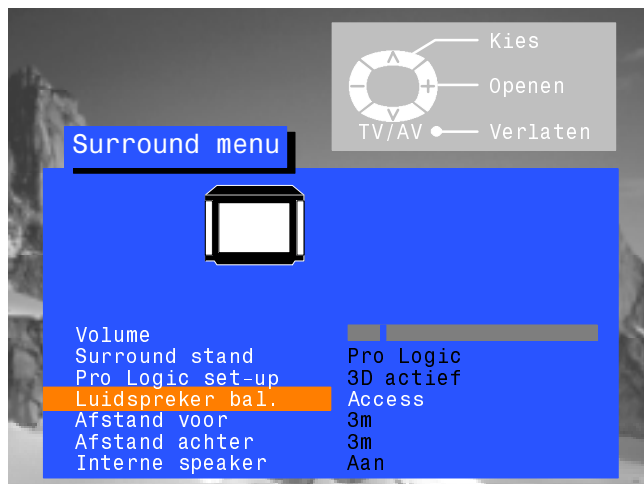 Kies
Openen
TV/AV Verlaten
Surround menu
Volume
Surround stand Pro Logic
Pro Logic set-up 3D actief
Luidspreker bal. Access
Afstand voor 3m
Afstand achter 3m
Interne speaker Aan